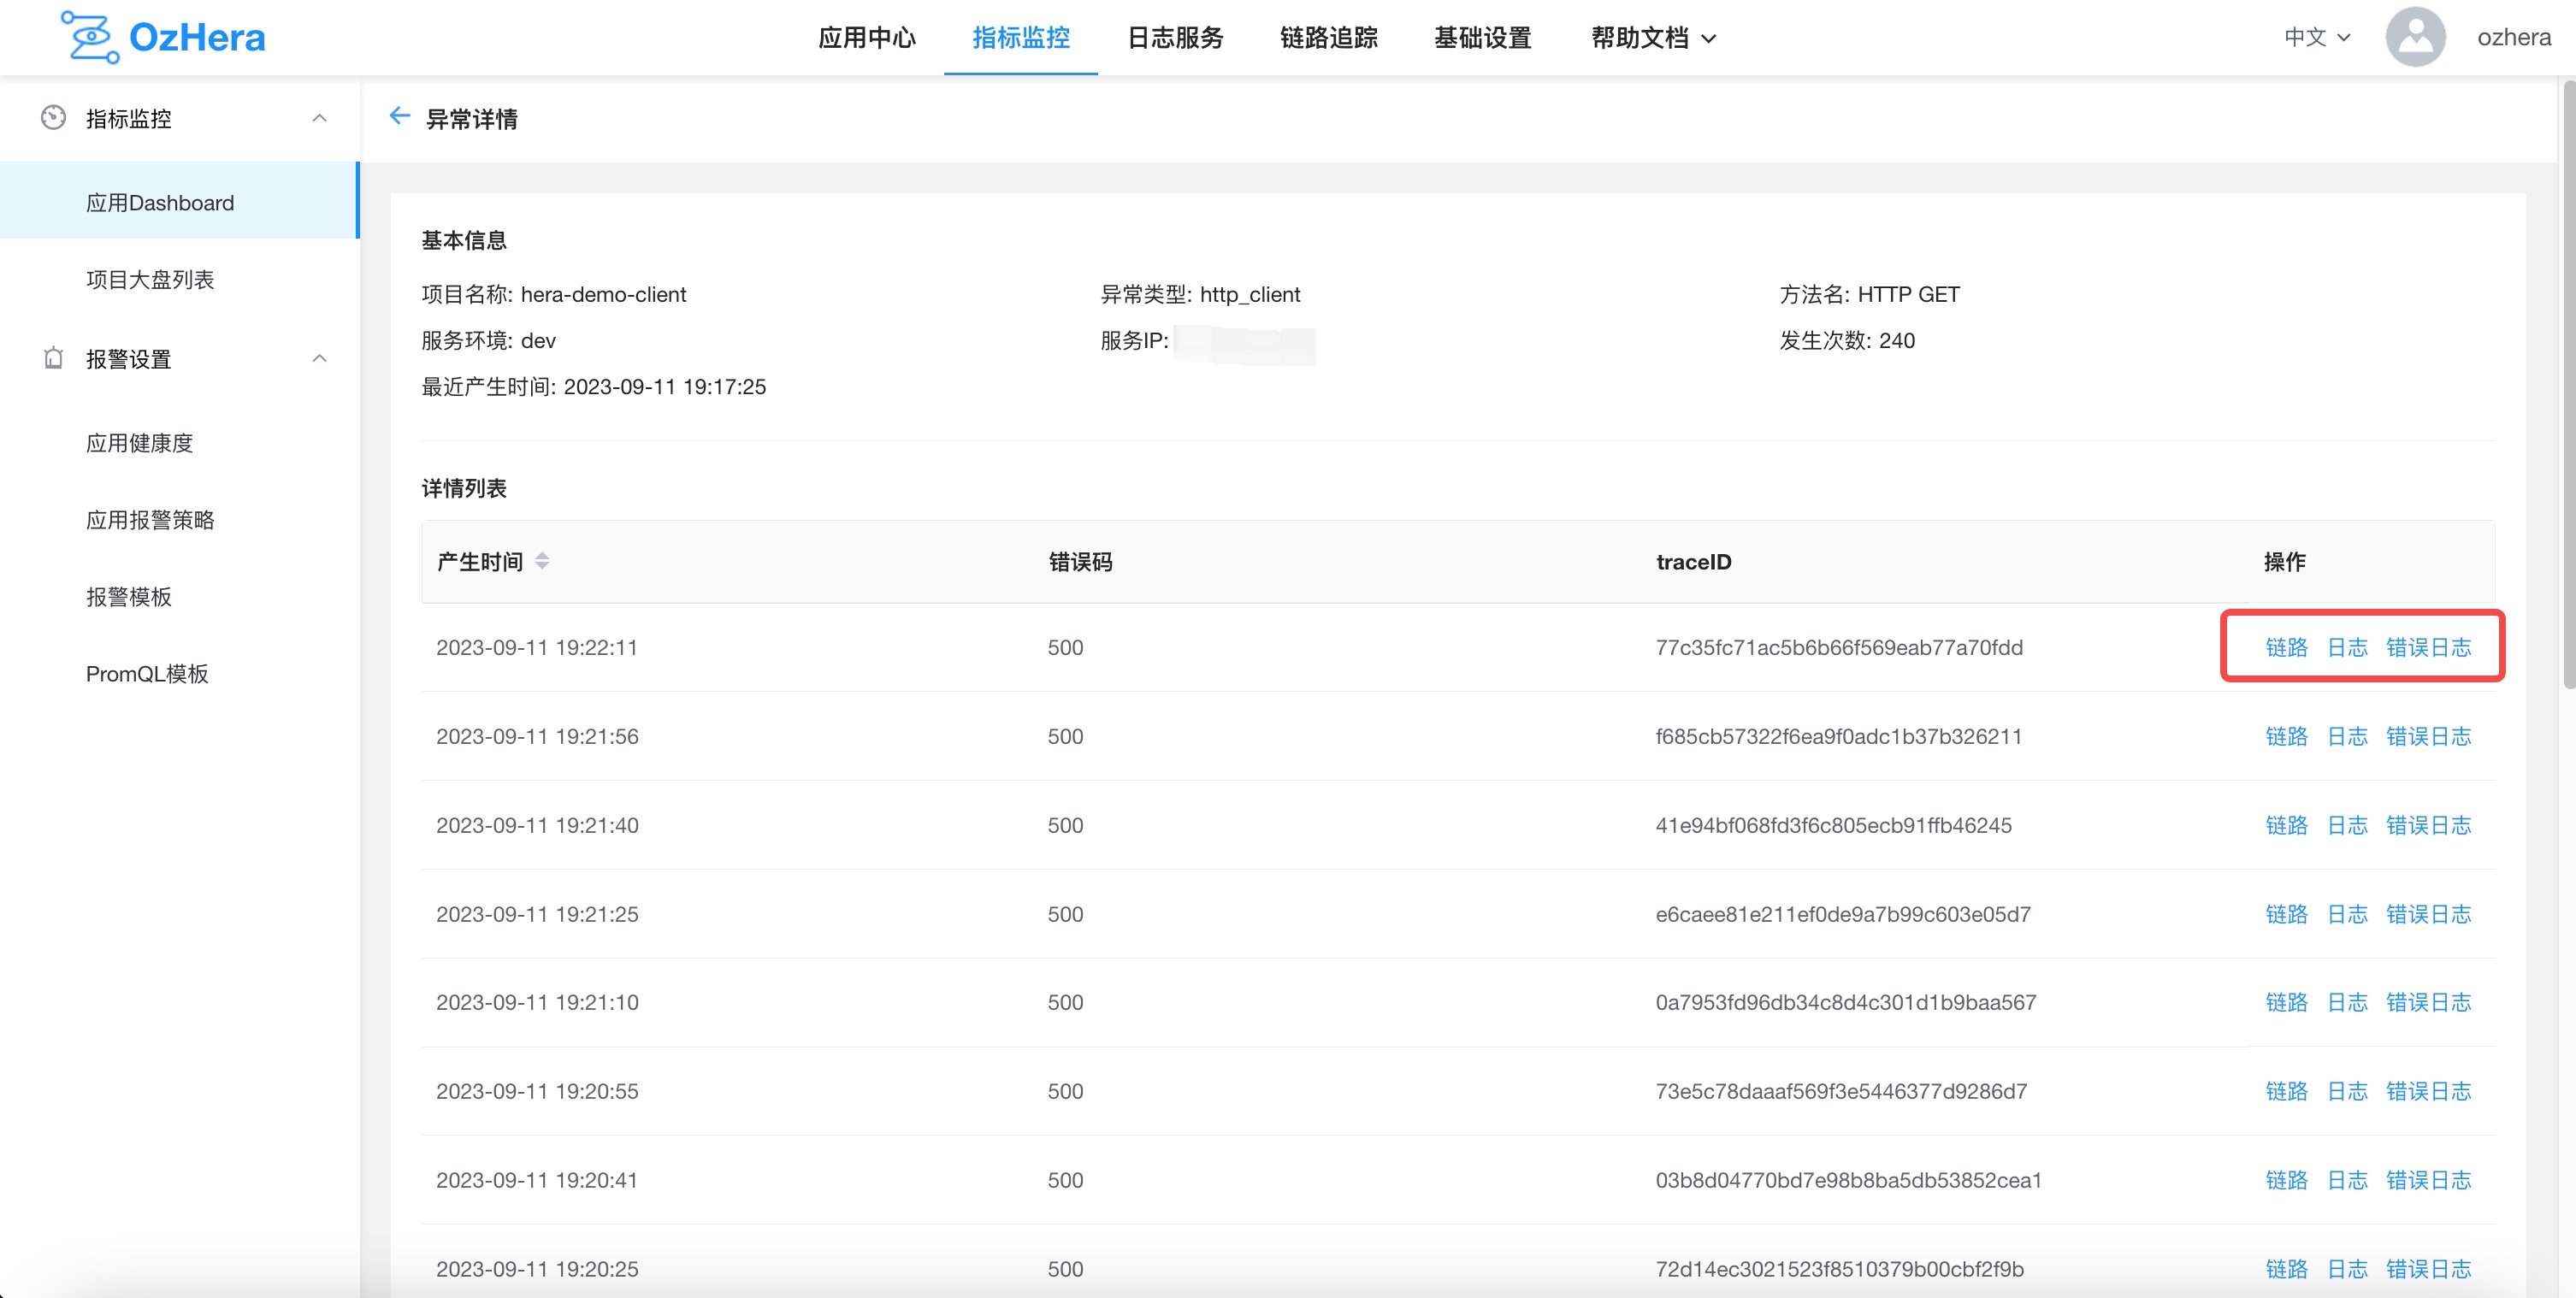 OzHera
应用中心 指标监控 日志服务 链路追踪 基础设置 帮助文档 中文 ozhera
指标监控
应用Dashboard
项目大盘列表
报警设置
应用健康度
应用报警策略
报警模板
PromQL模板
异常详情
基本信息
项目名称: hera-demo-client 异常类型: http_client 方法名: HTTP GET
服务环境: dev 服务IP: 发生次数: 240
最近产生时间: 2023-09-11 19:17:25
详情列表
产生时间 错误码 traceID 操作
2023-09-11 19:22:11 500 77c35fc71ac5b6b66f569eab77a70fdd 链路 日志 错误日志
2023-09-11 19:21:56 500 f685cb57322f6ea9f0adc1b37b326211 链路 日志 错误日志
2023-09-11 19:21:40 500 41e94bf068fd3f6c805ecb91ffb46245 链路 日志 错误日志
2023-09-11 19:21:25 500 e6caee81e211ef0de9a7b99c603e05d7 链路 日志 错误日志
2023-09-11 19:21:10 500 0a7953fd96db34c8d4c301d1b9baa567 链路 日志 错误日志
2023-09-11 19:20:55 500 73e5c78daaaf569f3e5446377d9286d7 链路 日志 错误日志
2023-09-11 19:20:41 500 03b8d04770bd7e98b8ba5db53852cea1 链路 日志 错误日志
2023-09-11 19:20:25 500 72d14ec3021523f8510379b00cbf2f9b 链路 日志 错误日志